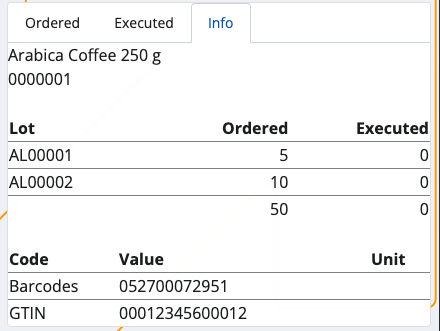 Ordered Executed Info
Arabica Coffee 250 g
0000001
Lot Ordered Executed
AL00001 5 0
AL00002 10 0
50 0
Code Value Unit
Barcodes 052700072951
GTIN 00012345600012